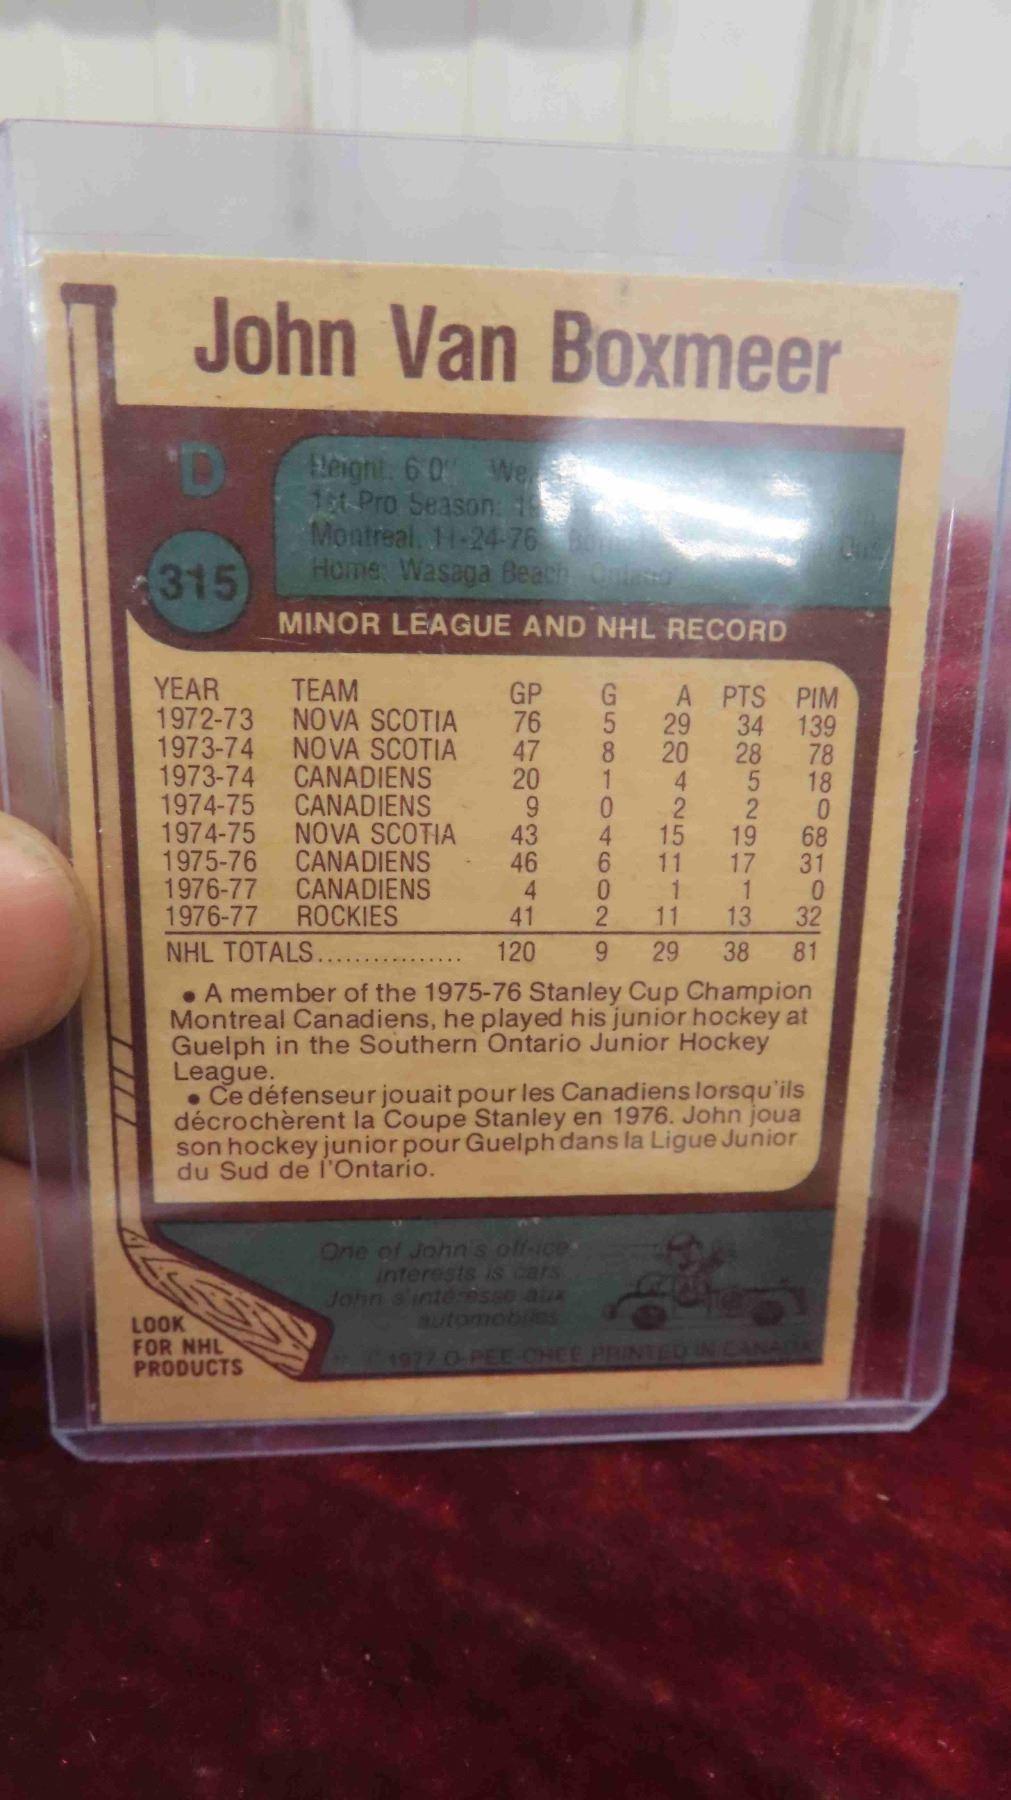 John Van Boxmeer
D
315
Height: 6'0"
1st Pro Season:
Montreal, 11-24-76
Home: Wasaga Beach, Ontario
MINOR LEAGUE AND NHL RECORD
YEAR TEAM GP G A PTS PIM
1972-73 NOVA SCOTIA 76 5 29 34 139
1973-74 NOVA SCOTIA 47 8 20 28 78
1973-74 CANADIENS 20 1 4 5 18
1974-75 CANADIENS 9 0 2 2 0
1974-75 NOVA SCOTIA 43 4 15 19 68
1975-76 CANADIENS 46 6 11 17 31
1976-77 CANADIENS 4 0 1 1 0
1976-77 ROCKIES 41 2 11 13 32
NHL TOTALS................ 120 9 29 38 81
• A member of the 1975-76 Stanley Cup Champion
Montreal Canadiens, he played his junior hockey at
Guelph in the Southern Ontario Junior Hockey
League.
• Ce défenseur jouait pour les Canadiens lorsqu'ils
décrochèrent la Coupe Stanley en 1976. John joua
son hockey junior pour Guelph dans la Ligue Junior
du Sud de l'Ontario.
One of John's off-ice
interests is cars.
John s'intéresse aux
automobiles.
LOOK
FOR NHL
PRODUCTS
© 1977 O-PEE-CHEE PRINTED IN CANADA